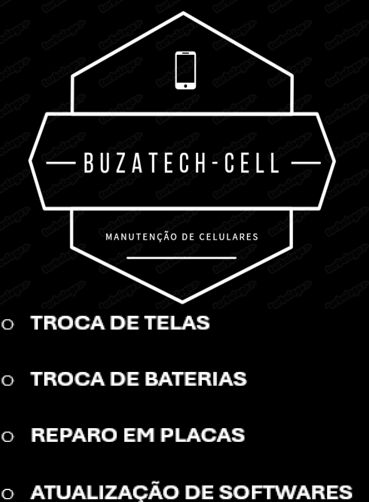 BUZATECH-CELL
MANUTENÇÃO DE CELULARES
TROCA DE TELAS
TROCA DE BATERIAS
REPARO EM PLACAS
ATUALIZAÇÃO DE SOFTWARES